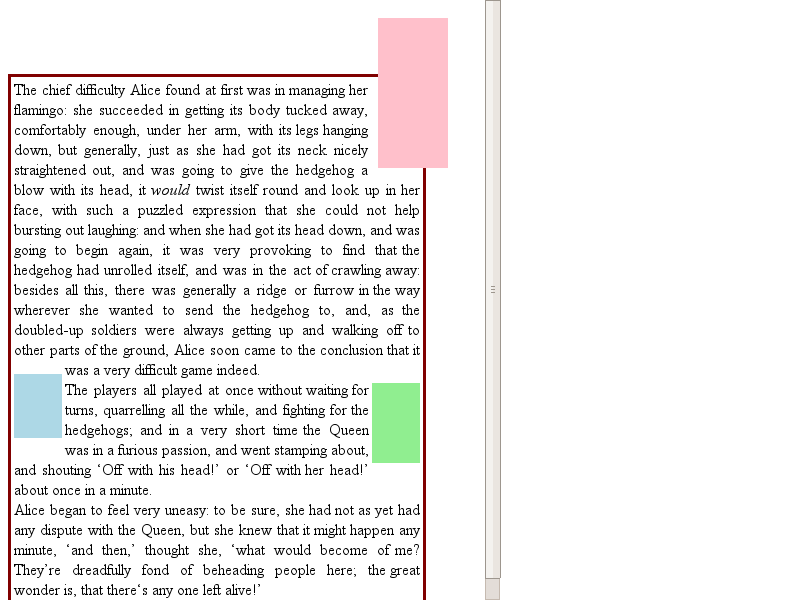 The chief difficulty Alice found at first was in managing her
flamingo: she succeeded in getting its body tucked away,
comfortably enough, under her arm, with its legs hanging
down, but generally, just as she had got its neck nicely
straightened out, and was going to give the hedgehog a
blow with its head, it would twist itself round and look up in her
face, with such a puzzled expression that she could not help
bursting out laughing: and when she had got its head down, and was
going to begin again, it was very provoking to find that the
hedgehog had unrolled itself, and was in the act of crawling away:
besides all this, there was generally a ridge or furrow in the way
wherever she wanted to send the hedgehog to, and, as the
doubled-up soldiers were always getting up and walking off to
other parts of the ground, Alice soon came to the conclusion that it
was a very difficult game indeed.
The players all played at once without waiting for
turns, quarrelling all the while, and fighting for the
hedgehogs; and in a very short time the Queen
was in a furious passion, and went stamping about,
and shouting ‘Off with his head!’ or ‘Off with her head!’
about once in a minute.
Alice began to feel very uneasy: to be sure, she had not as yet had
any dispute with the Queen, but she knew that it might happen any
minute, ‘and then,’ thought she, ‘what would become of me?
They’re dreadfully fond of beheading people here; the great
wonder is, that there‘s any one left alive!’